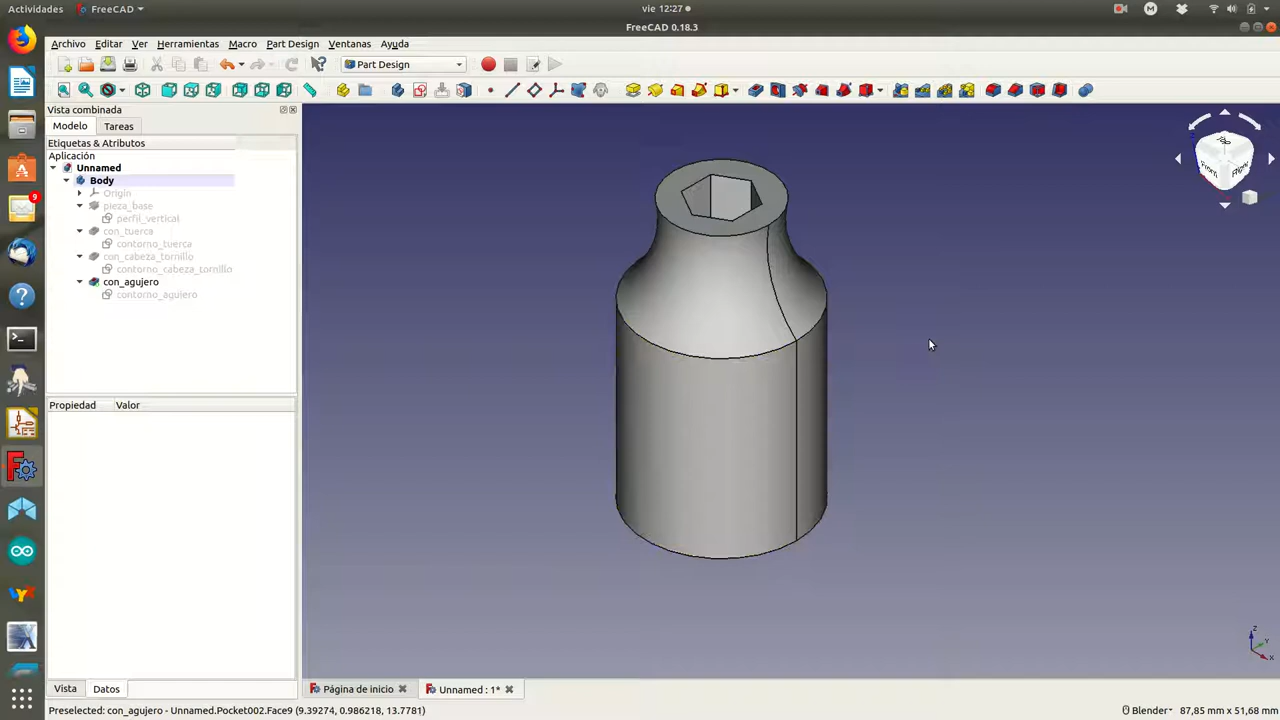 Actividades FreeCAD vie 12:27
FreeCAD 0.18.3
Archivo Editar Ver Herramientas Macro Part Design Ventanas Ayuda
Part Design
Vista combinada
Modelo Tareas
Etiquetas & Atributos
Aplicación
Unnamed
Body
Origin
pieza_base
perfil_vertical
con_tuerca
contorno_tuerca
con_cabeza_tornillo
contorno_cabeza_tornillo
con_agujero
contorno_agujero
Propiedad Valor
Front Right
9
Z Y X
Vista Datos
Página de inicio Unnamed : 1*
Preselected: con_agujero - Unnamed.Pocket002.Face9 (9.39274, 0.986218, 13.7781) Blender 87,85 mm x 51,68 mm